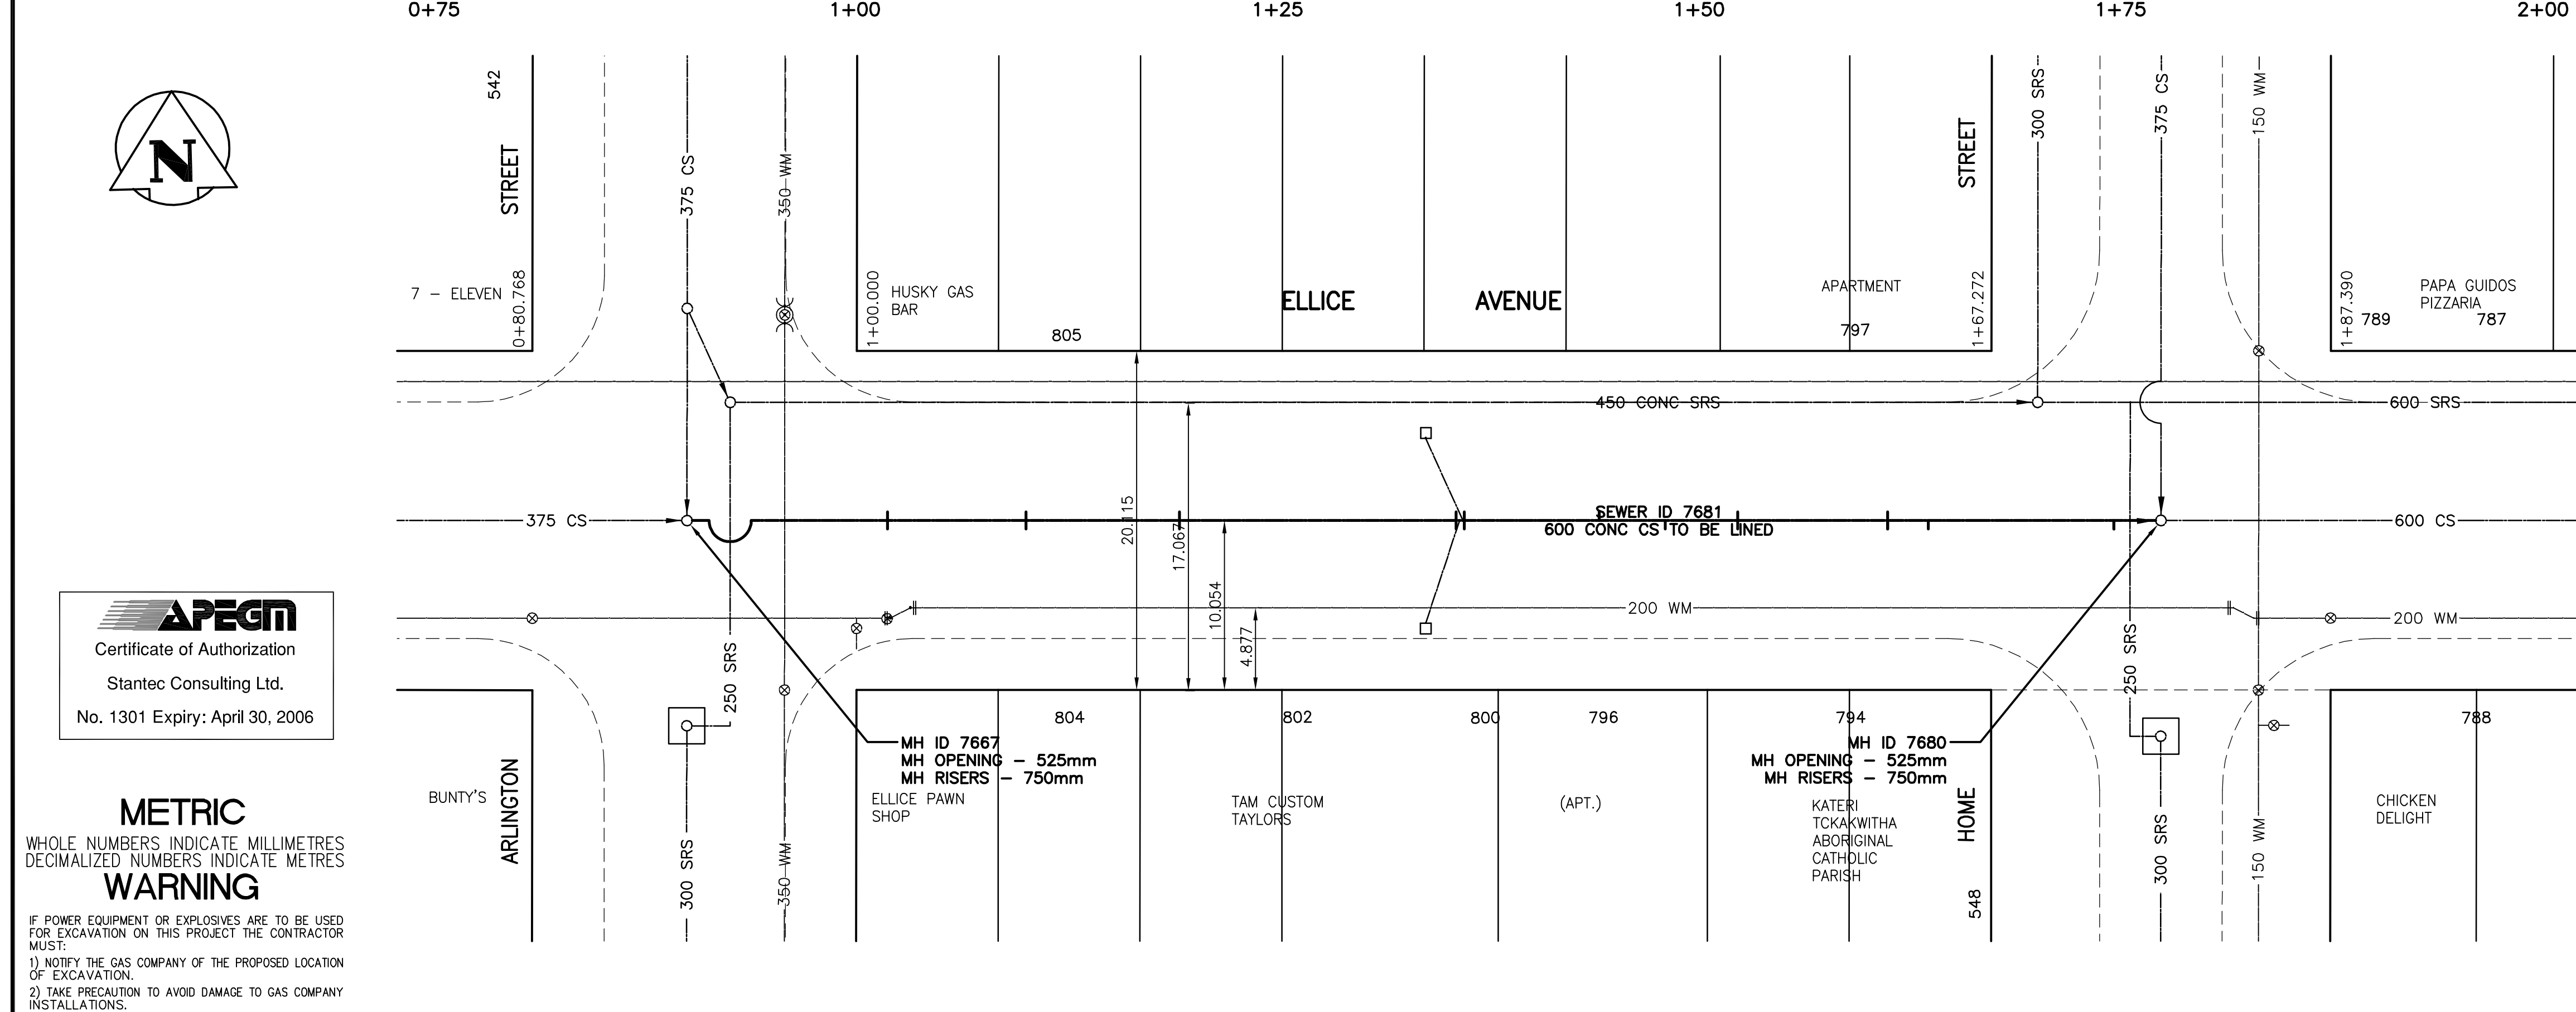 0+75
1+00
1+25
1+50
1+75
2+00
N
542
STREET
375 CS
350 WM
STREET
300 SRS
375 CS
150 WM
7 - ELEVEN
0+80.768
1+00.000
HUSKY GAS
BAR
805
ELLICE AVENUE
APARTMENT
797
1+67.272
1+87.390
PAPA GUIDOS
PIZZARIA
789
787
450 CONC SRS
600 SRS
375 CS
20.115
17.067
10.054
4.877
SEWER ID 7681
600 CONC CS TO BE LINED
600 CS
200 WM
200 WM
250 SRS
250 SRS
APEGM
Certificate of Authorization
Stantec Consulting Ltd.
No. 1301 Expiry: April 30, 2006
804
802
800
796
794
788
MH ID 7667
MH OPENING - 525mm
MH RISERS - 750mm
MH ID 7680
MH OPENING - 525mm
MH RISERS - 750mm
BUNTY'S
ARLINGTON
300 SRS
350 WM
ELLICE PAWN
SHOP
TAM CUSTOM
TAYLORS
(APT.)
KATERI
TCKAKWITHA
ABORIGINAL
CATHOLIC
PARISH
HOME
548
300 SRS
150 WM
CHICKEN
DELIGHT
METRIC
WHOLE NUMBERS INDICATE MILLIMETRES
DECIMALIZED NUMBERS INDICATE METRES
WARNING
IF POWER EQUIPMENT OR EXPLOSIVES ARE TO BE USED
FOR EXCAVATION ON THIS PROJECT THE CONTRACTOR
MUST:
1) NOTIFY THE GAS COMPANY OF THE PROPOSED LOCATION
OF EXCAVATION.
2) TAKE PRECAUTION TO AVOID DAMAGE TO GAS COMPANY
INSTALLATIONS.